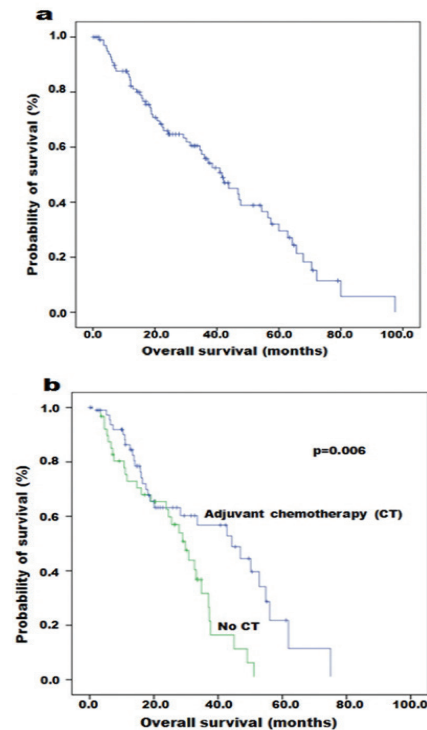 a
1.0
0.8
0.6
0.4
0.2
0.0
Probability of survival (%)
0.0 20.0 40.0 60.0 80.0 100.0
Overall survival (months)
b
1.0
0.8
0.6
0.4
0.2
0.0
Probability of survival (%)
p=0.006
Adjuvant chemotherapy (CT)
No CT
0.0 20.0 40.0 60.0 80.0 100.0
Overall survival (months)